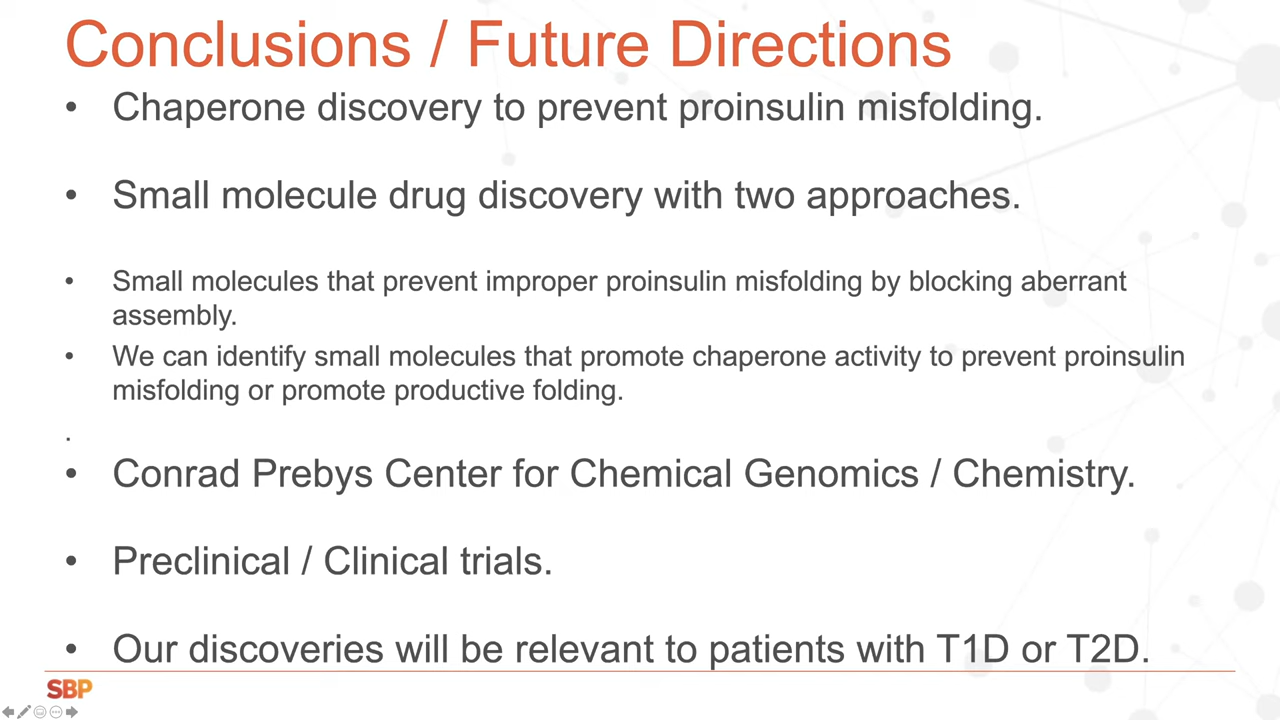 Conclusions / Future Directions
• Chaperone discovery to prevent proinsulin misfolding.
• Small molecule drug discovery with two approaches.
• Small molecules that prevent improper proinsulin misfolding by blocking aberrant
assembly.
• We can identify small molecules that promote chaperone activity to prevent proinsulin
misfolding or promote productive folding.
.
• Conrad Prebys Center for Chemical Genomics / Chemistry.
• Preclinical / Clinical trials.
• Our discoveries will be relevant to patients with T1D or T2D.
SBP